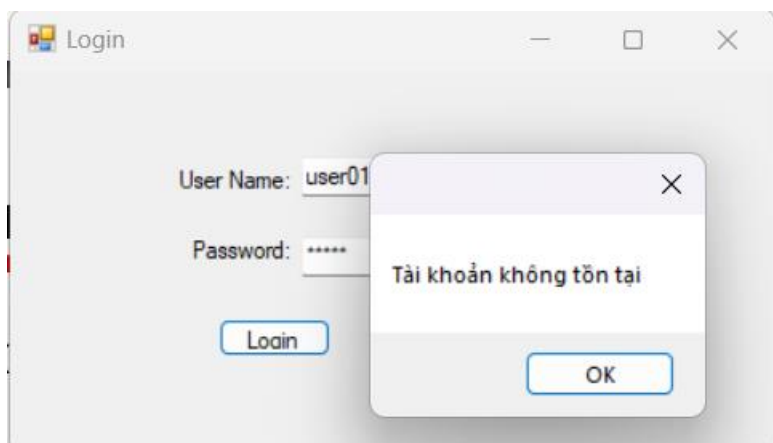 Login
User Name: user01
Password: *****
Tài khoản không tồn tại
Login
OK